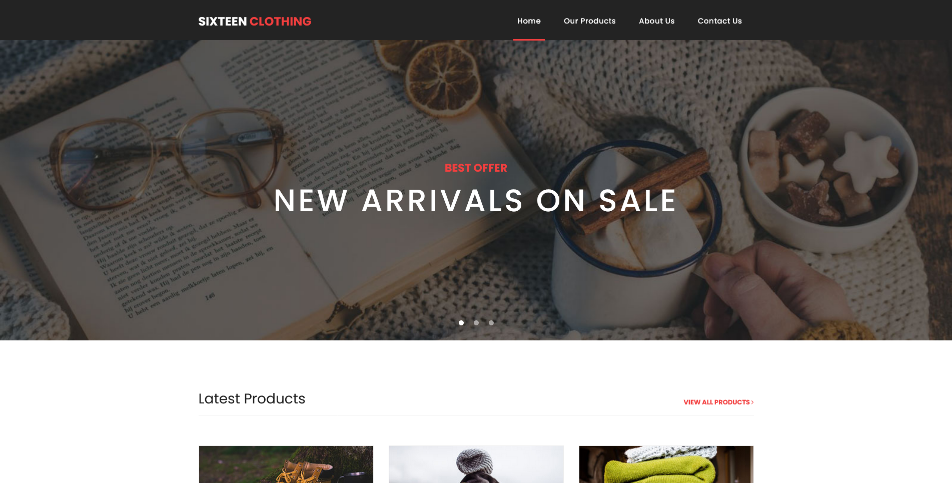 SIXTEEN CLOTHING
Home Our Products About Us Contact Us
BEST OFFER
NEW ARRIVALS ON SALE
140
Latest Products
VIEW ALL PRODUCTS